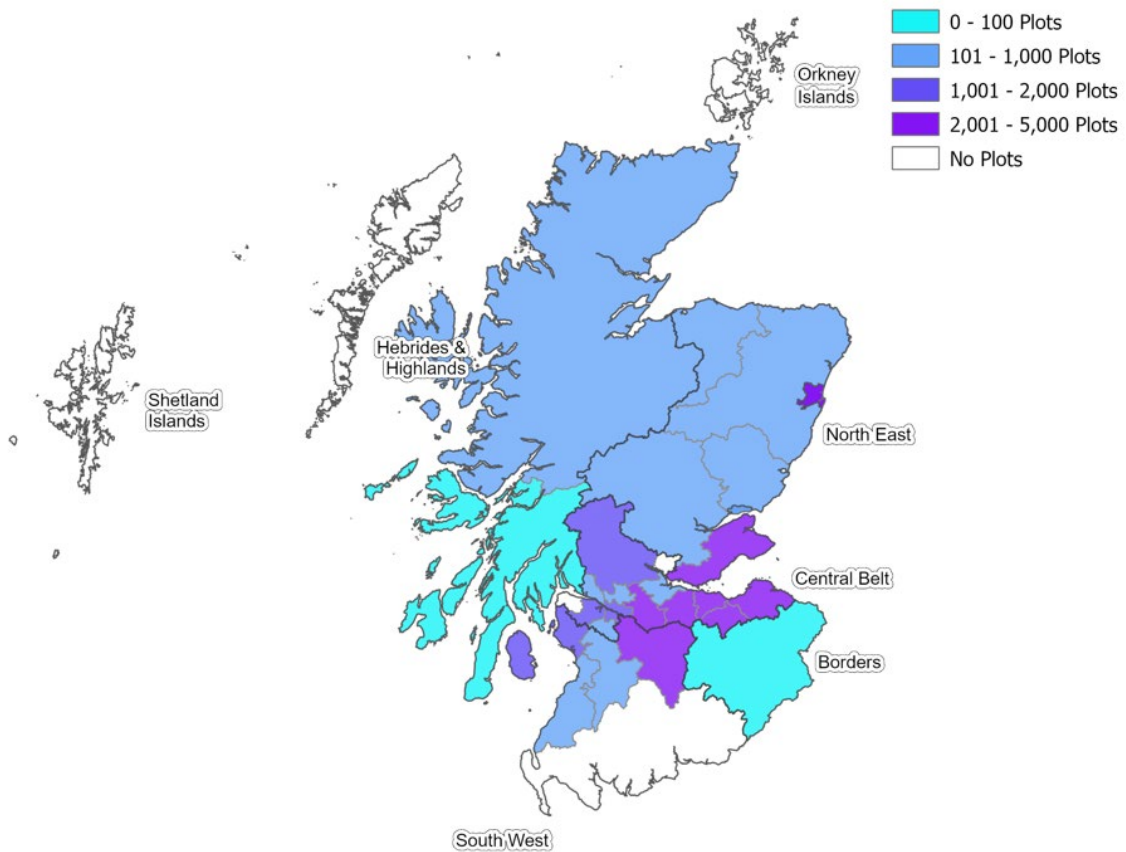 0 - 100 Plots
101 - 1,000 Plots
1,001 - 2,000 Plots
2,001 - 5,000 Plots
No Plots
Orkney
Islands
Hebrides &
Highlands
Shetland
Islands
North East
Central Belt
Borders
South West